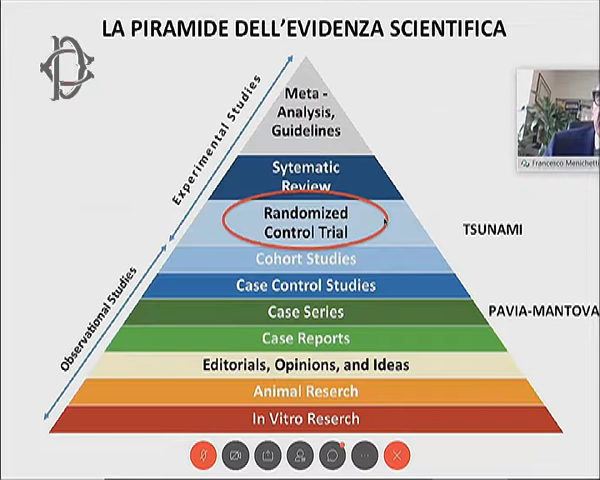 LA PIRAMIDE DELL'EVIDENZA SCIENTIFICA
Experimental Studies
Observational Studies
Meta -
Analysis,
Guidelines
Sytematic
Review
Randomized
Control Trial
Cohort Studies
Case Control Studies
Case Series
Case Reports
Editorials, Opinions, and Ideas
Animal Reserch
In Vitro Reserch
TSUNAMI
PAVIA-MANTOVA
Francesco Menichetti